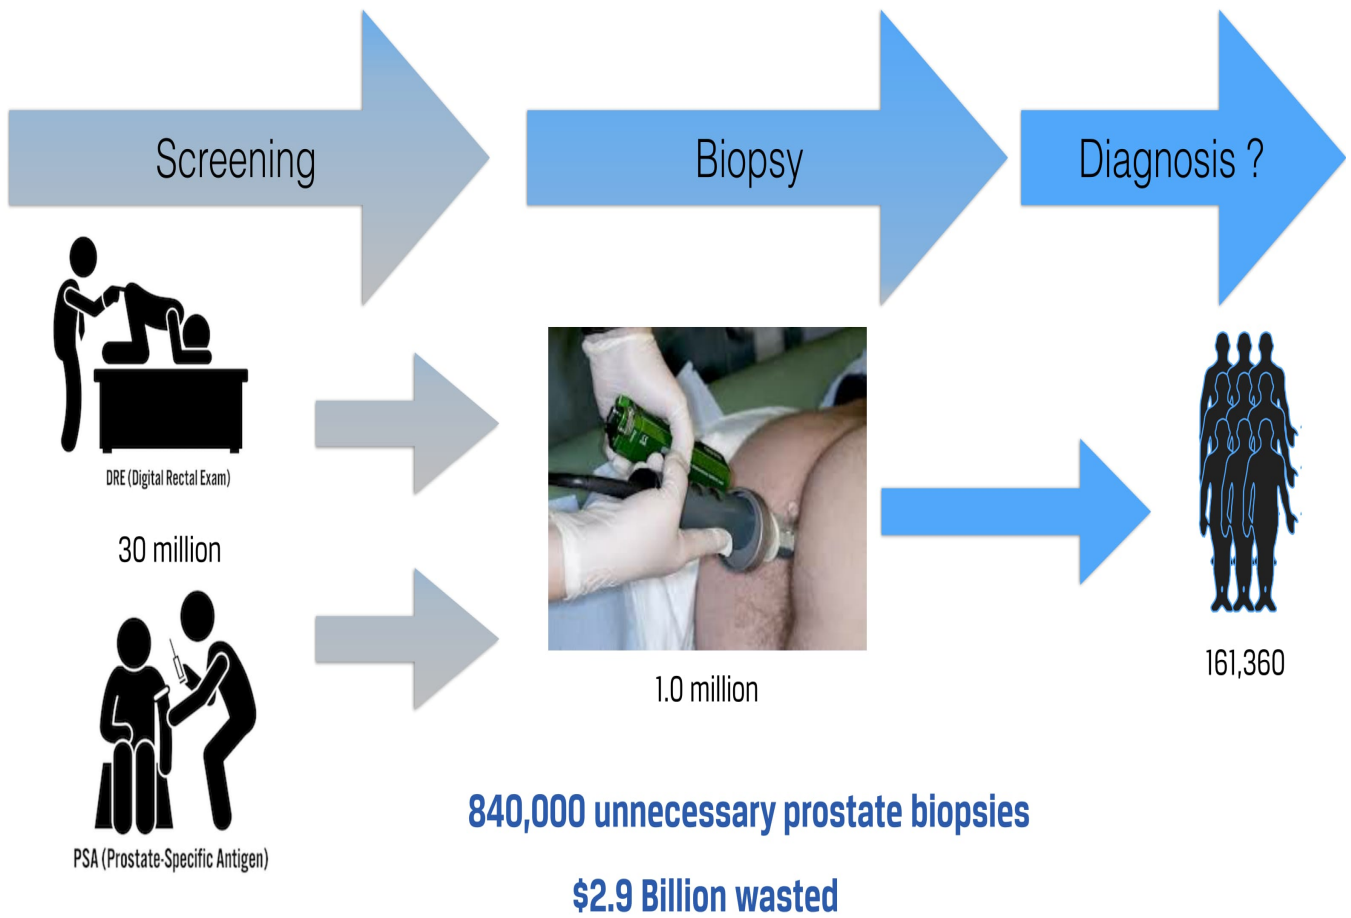 Screening
Biopsy
Diagnosis ?
DRE (Digital Rectal Exam)
30 million
PSA (Prostate-Specific Antigen)
1.0 million
161,360
840,000 unnecessary prostate biopsies
$2.9 Billion wasted